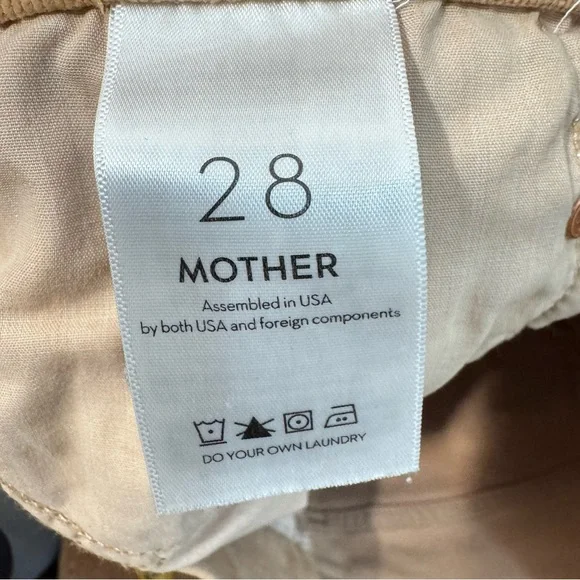 28
MOTHER
Assembled in USA
by both USA and foreign components
DO YOUR OWN LAUNDRY